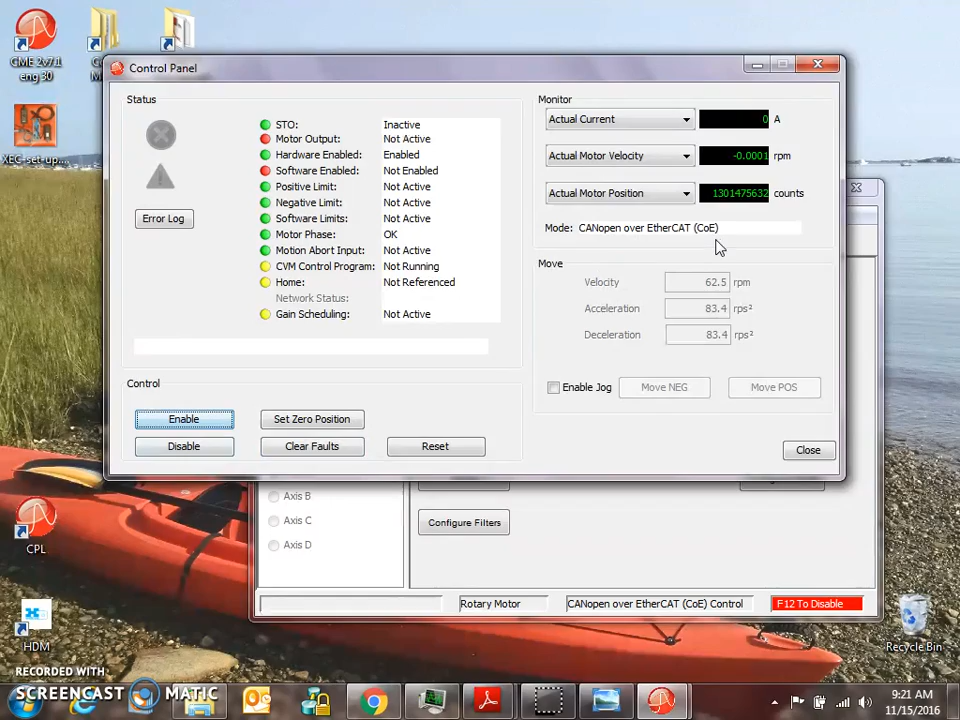 CME 2v7.1
eng 30
XEC-set-up....
CPL
HDM
Control Panel
Status
STO: Inactive
Motor Output: Not Active
Hardware Enabled: Enabled
Software Enabled: Not Enabled
Positive Limit: Not Active
Negative Limit: Not Active
Software Limits: Not Active
Motor Phase: OK
Motion Abort Input: Not Active
CVM Control Program: Not Running
Home: Not Referenced
Network Status:
Gain Scheduling: Not Active
Error Log
Control
Enable
Set Zero Position
Disable
Clear Faults
Reset
Monitor
Actual Current 0 A
Actual Motor Velocity -0.0001 rpm
Actual Motor Position 1301475632 counts
Mode: CANopen over EtherCAT (CoE)
Move
Velocity 62.5 rpm
Acceleration 83.4 rps²
Deceleration 83.4 rps²
Enable Jog
Move NEG
Move POS
Close
Axis B
Axis C
Axis D
Configure Filters
Rotary Motor
CANopen over EtherCAT (CoE) Control
F12 To Disable
Recycle Bin
RECORDED WITH
SCREENCAST MATIC
9:21 AM
11/15/2016